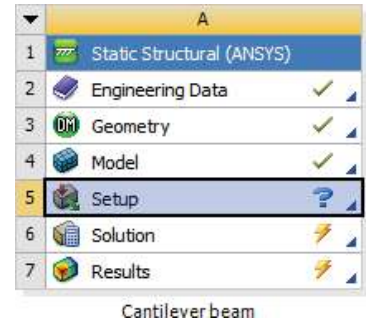 A
1 Static Structural (ANSYS)
2 Engineering Data
3 DM Geometry
4 Model
5 Setup ?
6 Solution
7 Results
Cantilever beam